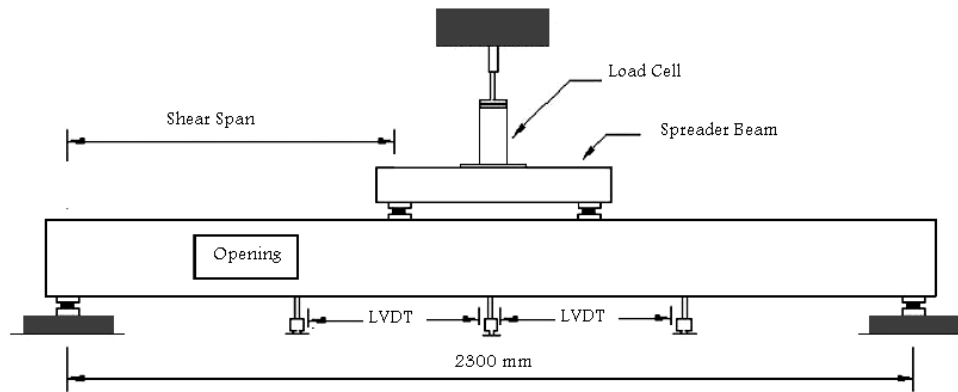 Load Cell
Shear Span
Spreader Beam
Opening
LVDT
LVDT
2300 mm